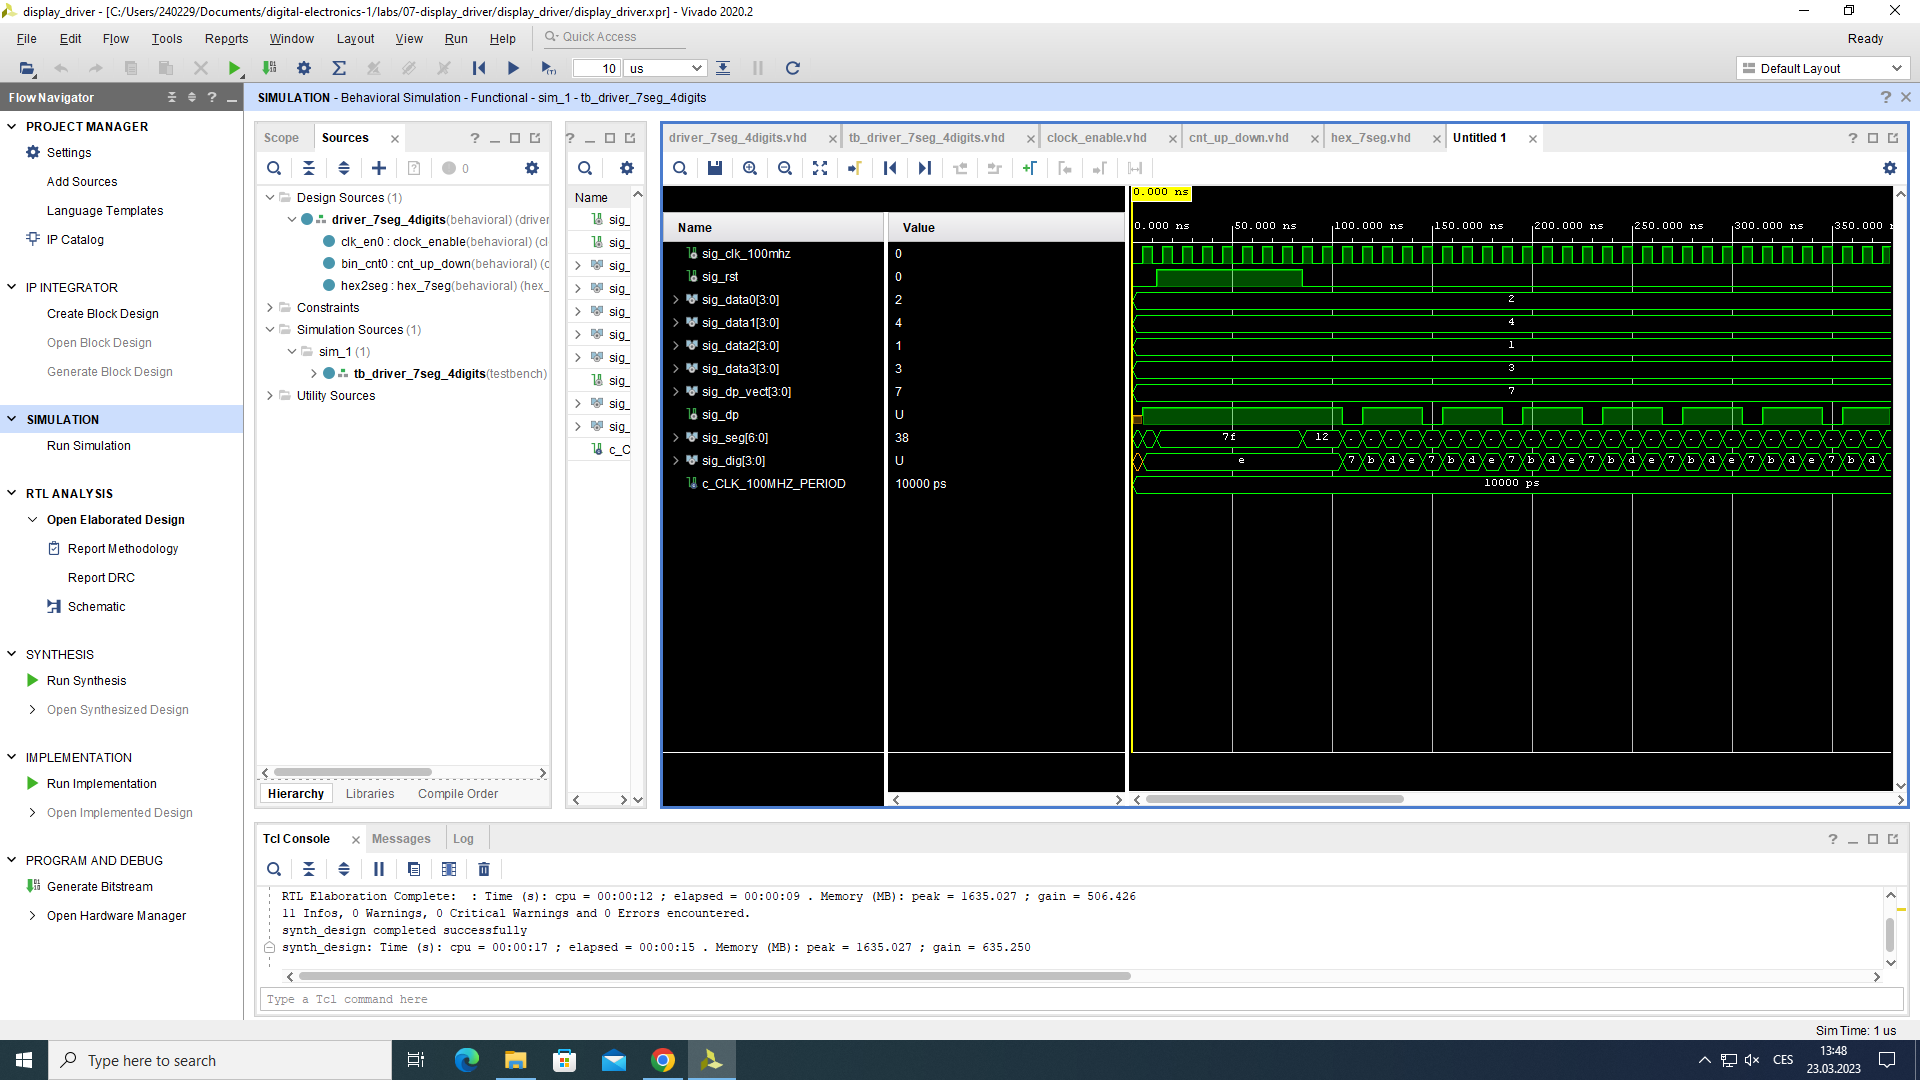 display_driver - [C:/Users/240229/Documents/digital-electronics-1/labs/07-display_driver/display_driver/display_driver.xpr] - Vivado 2020.2
File Edit Flow Tools Reports Window Layout View Run Help Quick Access Ready
10 us Default Layout
Flow Navigator
SIMULATION - Behavioral Simulation - Functional - sim_1 - tb_driver_7seg_4digits
PROJECT MANAGER
Settings
Add Sources
Language Templates
IP Catalog
IP INTEGRATOR
Create Block Design
Open Block Design
Generate Block Design
SIMULATION
Run Simulation
RTL ANALYSIS
Open Elaborated Design
Report Methodology
Report DRC
Schematic
SYNTHESIS
Run Synthesis
Open Synthesized Design
IMPLEMENTATION
Run Implementation
Open Implemented Design
PROGRAM AND DEBUG
Generate Bitstream
Open Hardware Manager
Scope Sources
0
Design Sources (1)
driver_7seg_4digits(behavioral) (driver
clk_en0 : clock_enable(behavioral) (cl
bin_cnt0 : cnt_up_down(behavioral) (c
hex2seg : hex_7seg(behavioral) (hex_
Constraints
Simulation Sources (1)
sim_1 (1)
tb_driver_7seg_4digits(testbench)
Utility Sources
Hierarchy Libraries Compile Order
Name
sig_
sig_
sig_
sig_
sig_
sig_
sig_
sig_
sig_
sig_
c_C
driver_7seg_4digits.vhd tb_driver_7seg_4digits.vhd clock_enable.vhd cnt_up_down.vhd hex_7seg.vhd Untitled 1
0.000 ns
0.000 ns 50.000 ns 100.000 ns 150.000 ns 200.000 ns 250.000 ns 300.000 ns 350.000 n
Name Value
sig_clk_100mhz 0
sig_rst 0
sig_data0[3:0] 2 2
sig_data1[3:0] 4 4
sig_data2[3:0] 1 1
sig_data3[3:0] 3 3
sig_dp_vect[3:0] 7 7
sig_dp U
sig_seg[6:0] 38 7f 12
sig_dig[3:0] U e 7 b d e 7 b d e 7 b d e 7 b d e 7 b d e 7 b d e 7 b d
c_CLK_100MHZ_PERIOD 10000 ps 10000 ps
Tcl Console Messages Log
RTL Elaboration Complete: : Time (s): cpu = 00:00:12 ; elapsed = 00:00:09 . Memory (MB): peak = 1635.027 ; gain = 506.426
11 Infos, 0 Warnings, 0 Critical Warnings and 0 Errors encountered.
synth_design completed successfully
synth_design: Time (s): cpu = 00:00:17 ; elapsed = 00:00:15 . Memory (MB): peak = 1635.027 ; gain = 635.250
Type a Tcl command here
Sim Time: 1 us
Type here to search
CES
13:48
23.03.2023